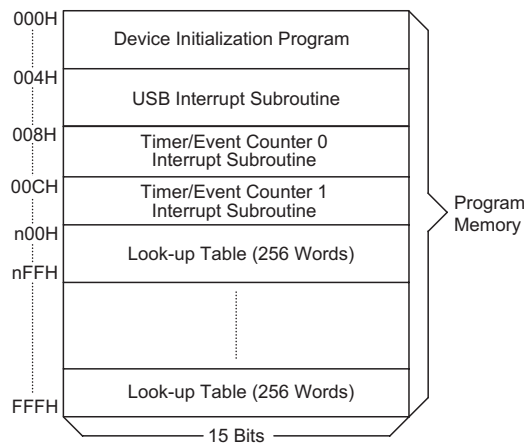 000H
Device Initialization Program
004H
USB Interrupt Subroutine
008H
Timer/Event Counter 0
Interrupt Subroutine
00CH
Timer/Event Counter 1
Interrupt Subroutine
n00H
Look-up Table (256 Words)
nFFH
Program
Memory
Look-up Table (256 Words)
FFFH
15 Bits